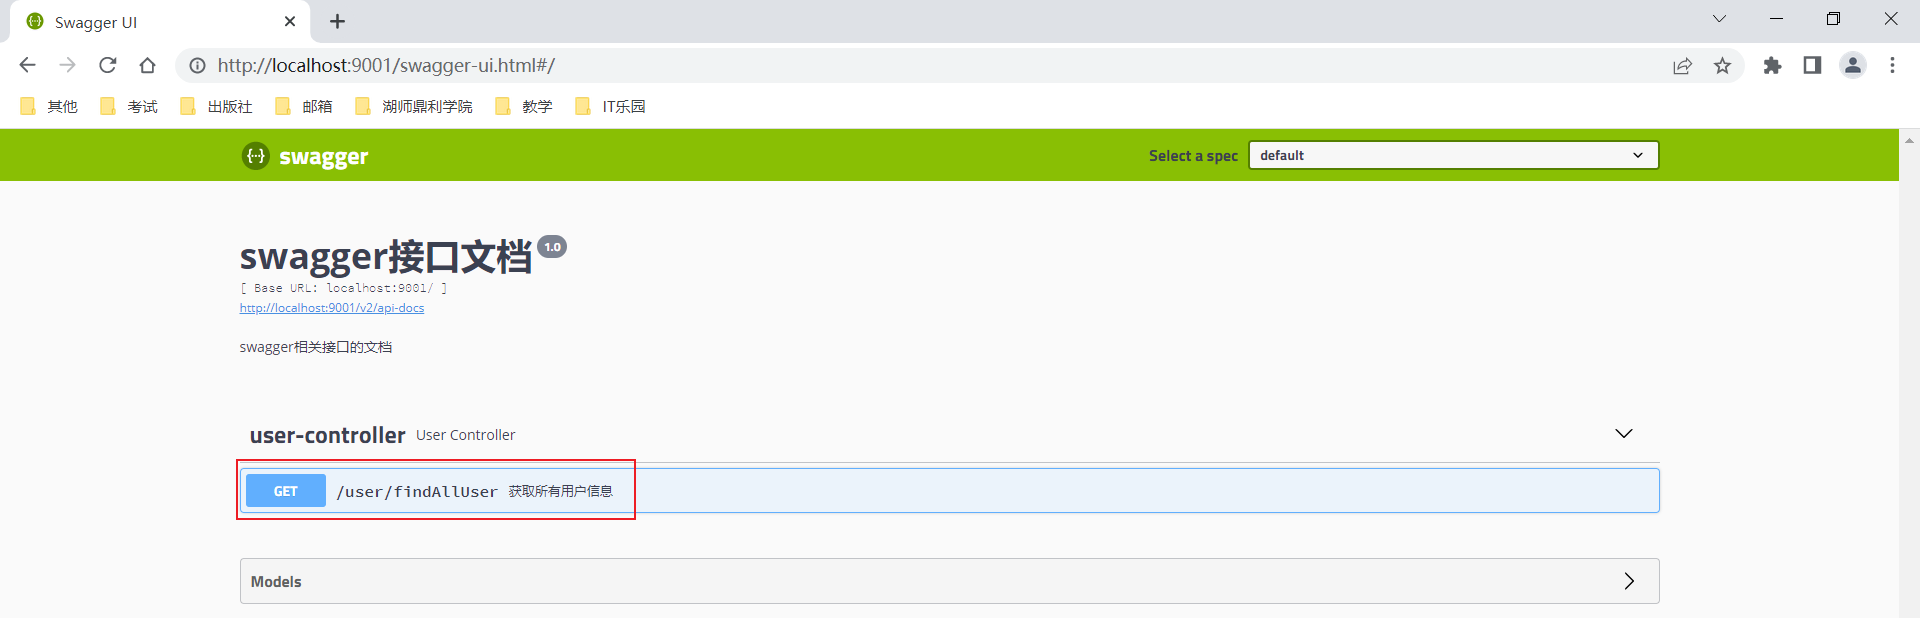 Swagger UI
http://localhost:9001/swagger-ui.html#/
其他 考试 出版社 邮箱 湖师鼎利学院 教学 IT乐园
{··} swagger Select a spec default
swagger接口文档 1.0
[ Base URL: localhost:9001/ ]
http://localhost:9001/v2/api-docs
swagger相关接口的文档
user-controller User Controller
GET /user/findAllUser 获取所有用户信息
Models